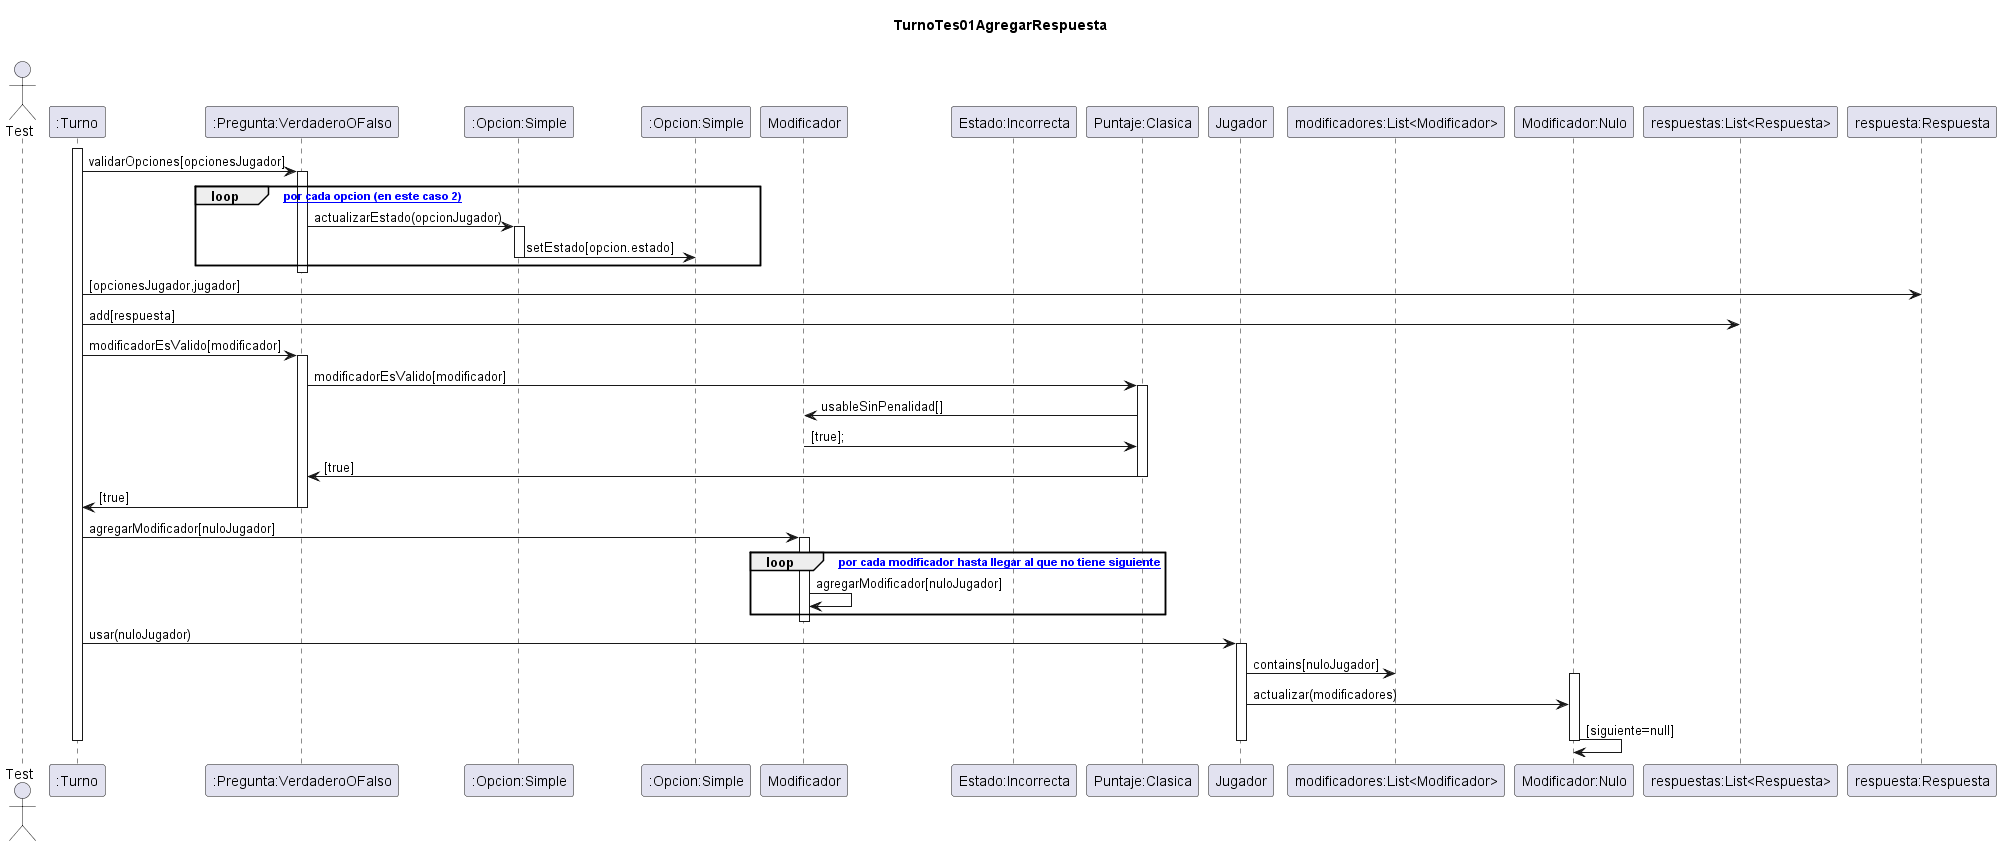 TurnoTes01AgregarRespuesta
Test
:Turno
:Pregunta:VerdaderoOFalso
:Opcion:Simple
:Opcion:Simple
Modificador
Estado:Incorrecta
Puntaje:Clasica
Jugador
modificadores:List<Modificador>
Modificador:Nulo
respuestas:List<Respuesta>
respuesta:Respuesta
validarOpciones[opcionesJugador]
loop
por cada opcion (en este caso 2)
actualizarEstado(opcionJugador)
setEstado[opcion.estado]
[opcionesJugador,jugador]
add[respuesta]
modificadorEsValido[modificador]
modificadorEsValido[modificador]
usableSinPenalidad[]
[true];
[true]
[true]
agregarModificador[nuloJugador]
loop
por cada modificador hasta llegar al que no tiene siguiente
agregarModificador[nuloJugador]
usar(nuloJugador)
contains[nuloJugador]
actualizar(modificadores)
[siguiente=null]
Test
:Turno
:Pregunta:VerdaderoOFalso
:Opcion:Simple
:Opcion:Simple
Modificador
Estado:Incorrecta
Puntaje:Clasica
Jugador
modificadores:List<Modificador>
Modificador:Nulo
respuestas:List<Respuesta>
respuesta:Respuesta